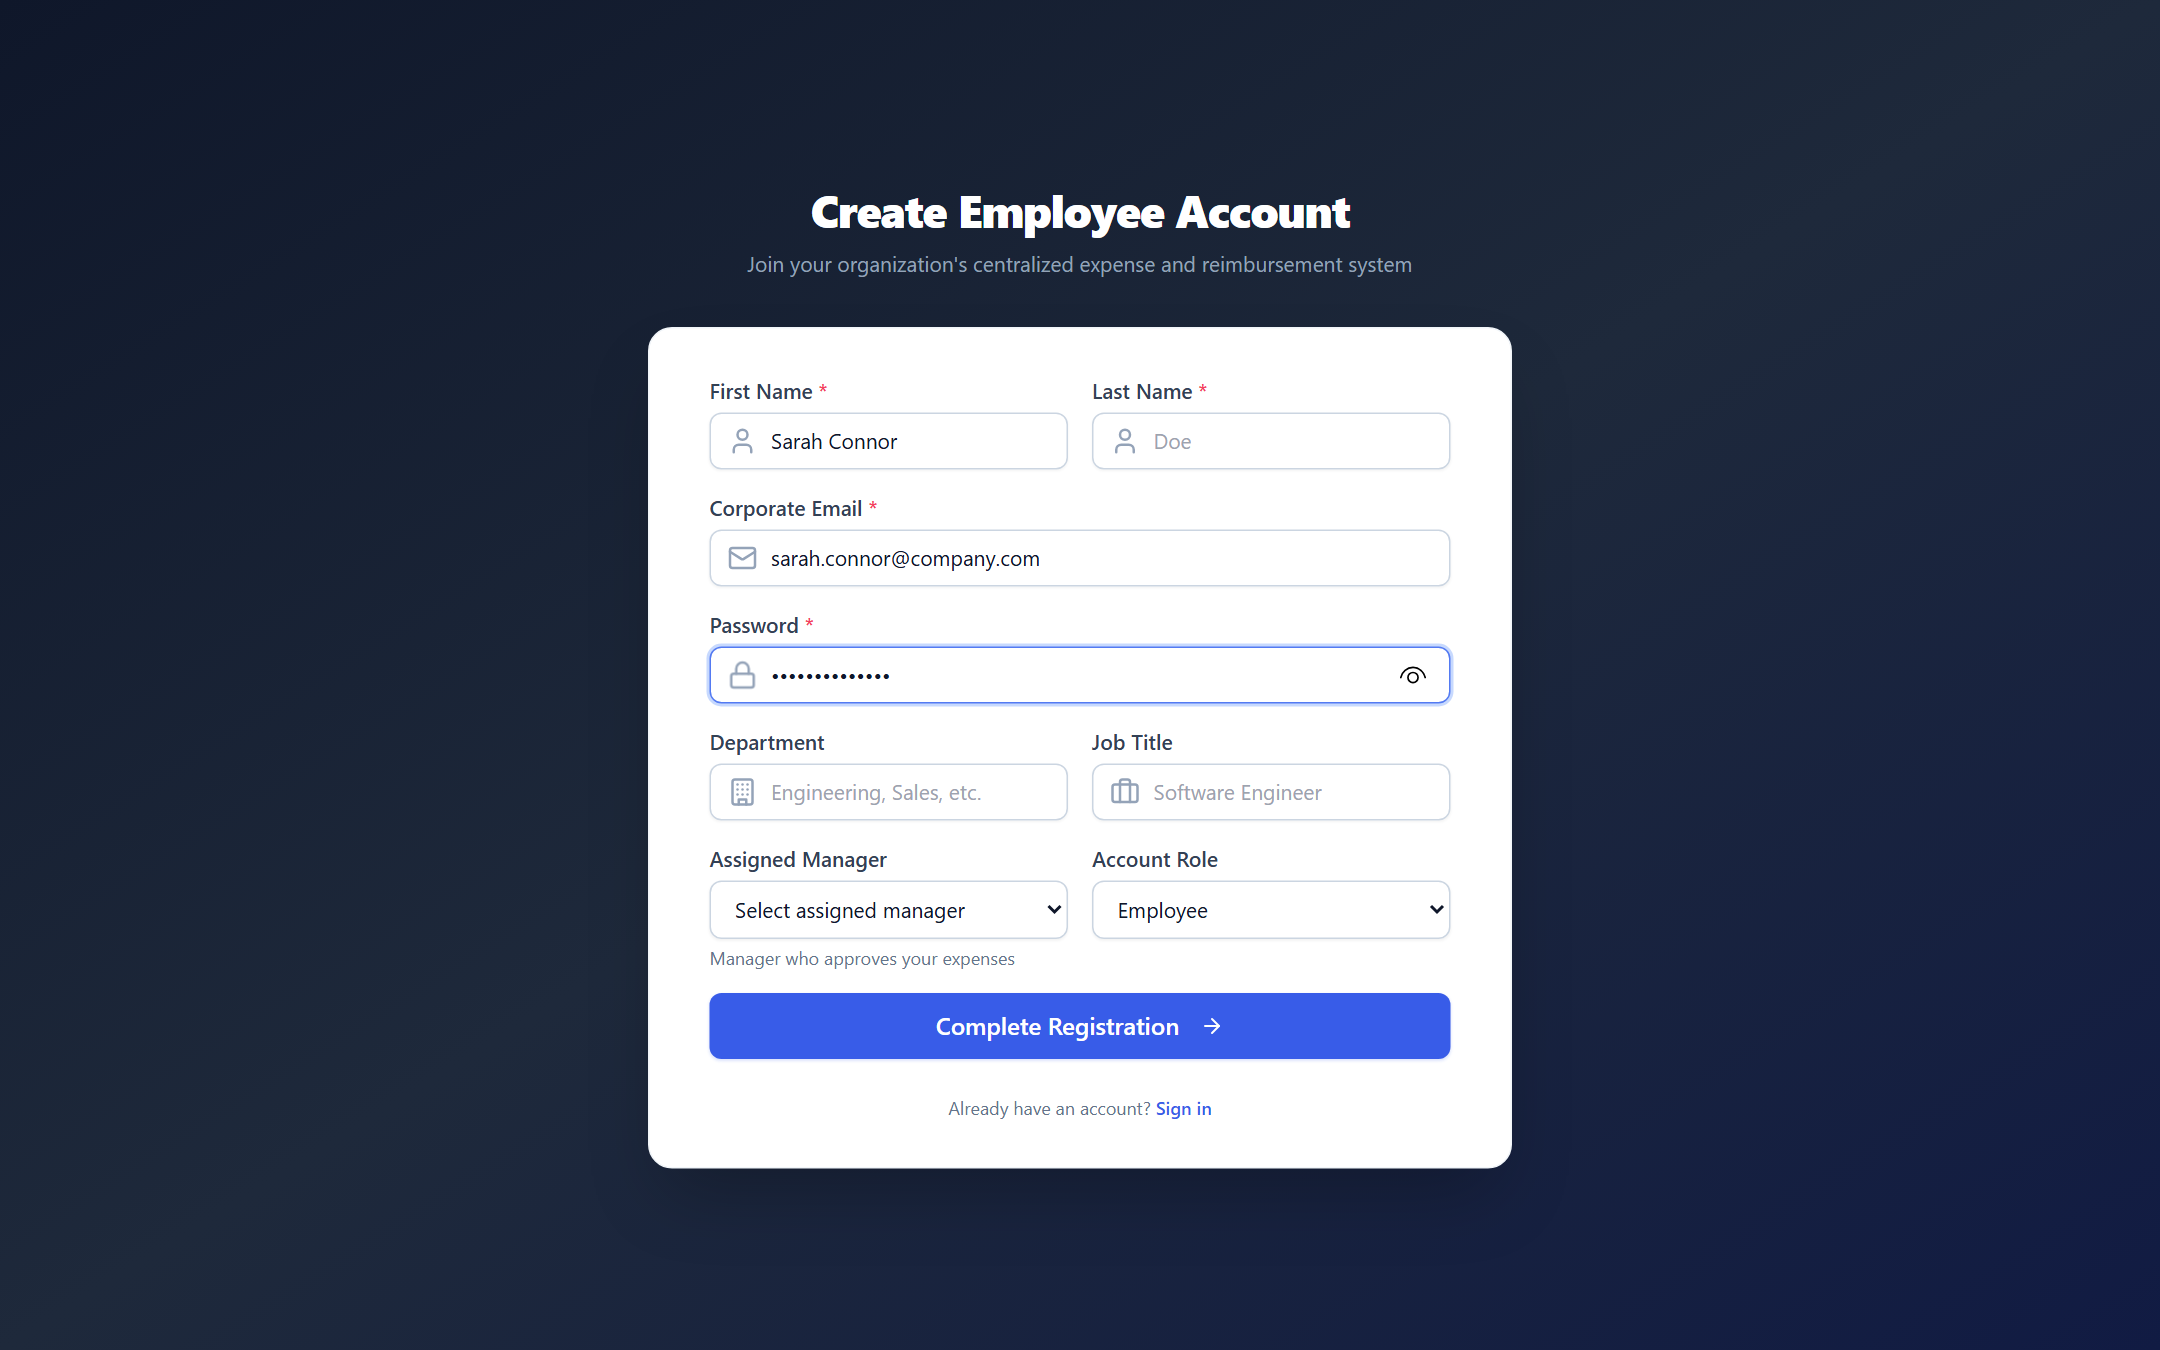 Create Employee Account
Join your organization's centralized expense and reimbursement system
First Name *
Last Name *
Sarah Connor
Doe
Corporate Email *
sarah.connor@company.com
Password *
••••••••••••••
Department
Job Title
Engineering, Sales, etc.
Software Engineer
Assigned Manager
Account Role
Select assigned manager
Employee
Manager who approves your expenses
Complete Registration →
Already have an account? Sign in